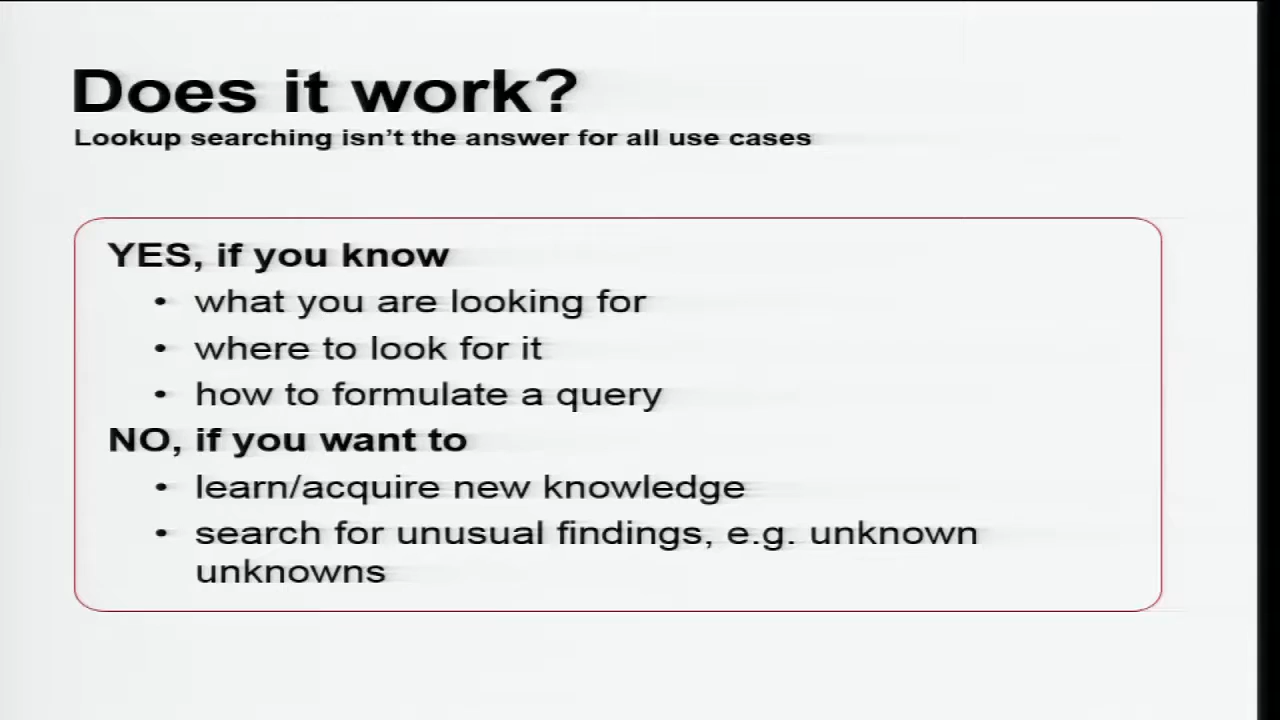 Does it work?
Lookup searching isn’t the answer for all use cases
YES, if you know
• what you are looking for
• where to look for it
• how to formulate a query
NO, if you want to
• learn/acquire new knowledge
• search for unusual findings, e.g. unknown
unknowns